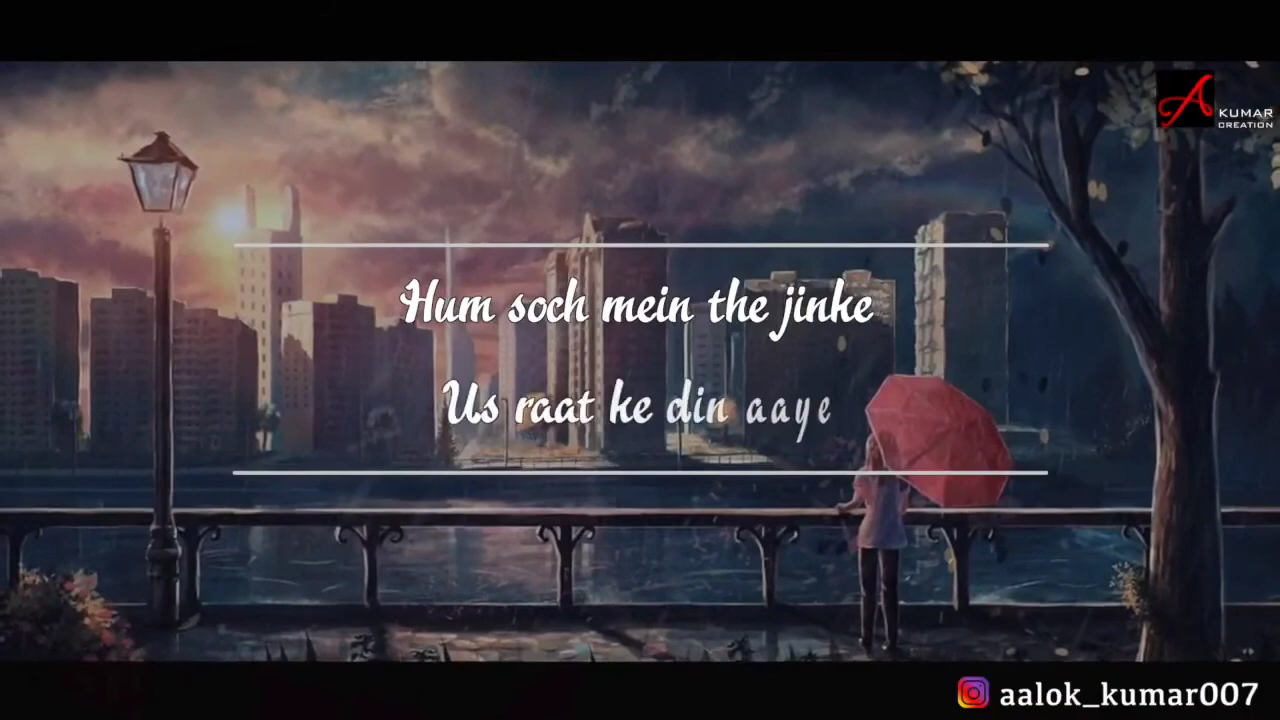 A KUMAR
CREATION
Hum soch mein the jinke
Us raat ke din aaye
aalok_kumar007